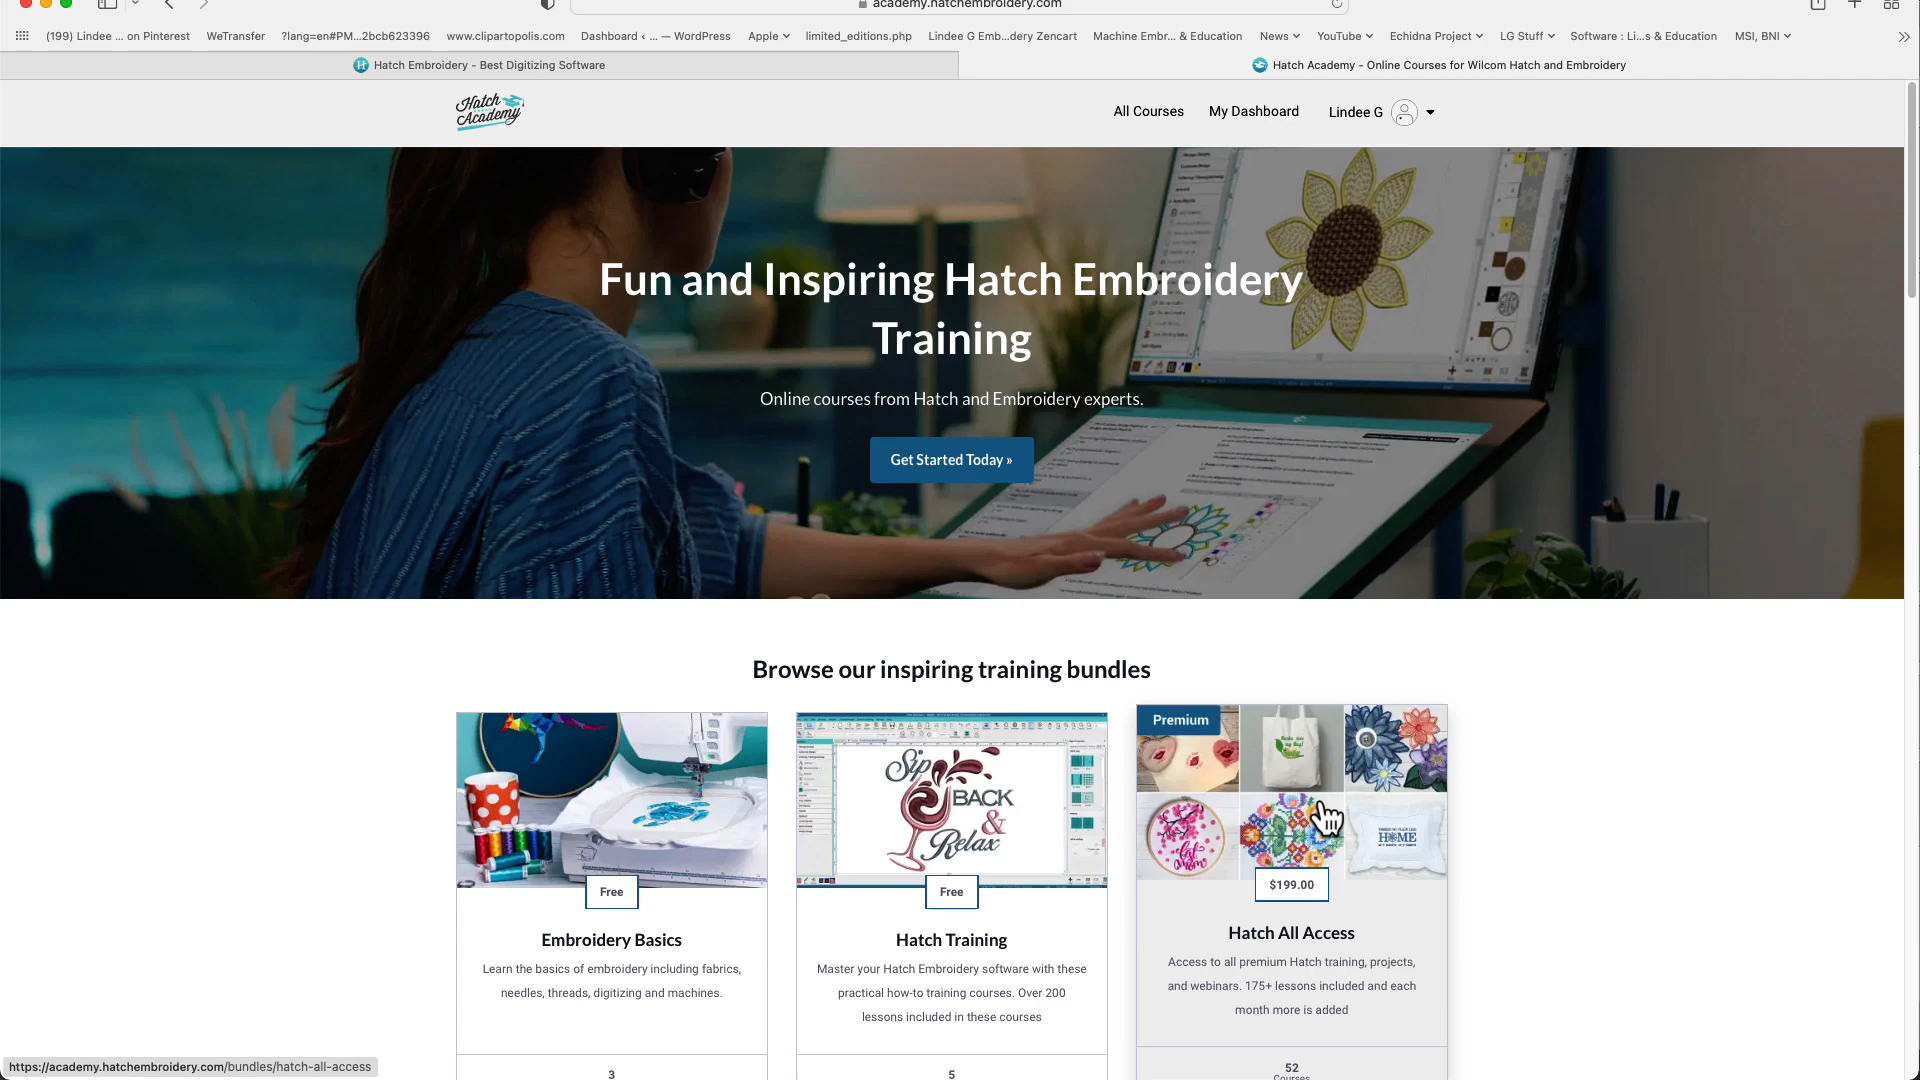 academy.hatchembroidery.com
(199) Lindee ... on Pinterest
WeTransfer
?lang=en#PM...2bcb623396
www.clipartopolis.com
Dashboard ‹ ... — WordPress
Apple
limited_editions.php
Lindee G Emb...dery Zencart
Machine Embr... & Education
News
YouTube
Echidna Project
LG Stuff
Software : Li...s & Education
MSI, BNI
Hatch Embroidery - Best Digitizing Software
Hatch Academy - Online Courses for Wilcom Hatch and Embroidery
Hatch
Academy
All Courses
My Dashboard
Lindee G
Fun and Inspiring Hatch Embroidery
Training
Online courses from Hatch and Embroidery experts.
Get Started Today »
Browse our inspiring training bundles
Premium
Sip
BACK
&
Relax
HOME
Free
Free
$199.00
Embroidery Basics
Learn the basics of embroidery including fabrics,
needles, threads, digitizing and machines.
3
Hatch Training
Master your Hatch Embroidery software with these
practical how-to training courses. Over 200
lessons included in these courses
5
Hatch All Access
Access to all premium Hatch training, projects,
and webinars. 175+ lessons included and each
month more is added
52
Courses
https://academy.hatchembroidery.com/bundles/hatch-all-access